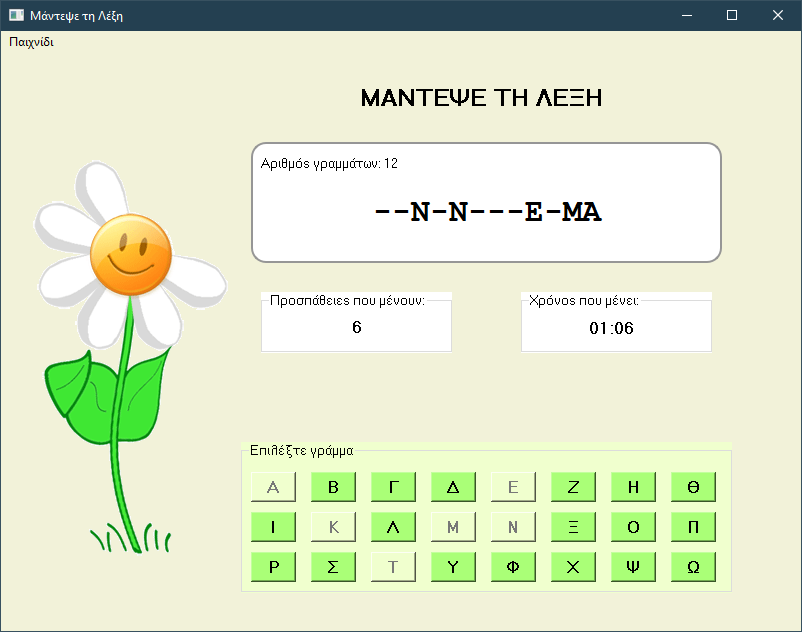 Μάντεψε τη Λέξη
Παιχνίδι
ΜΑΝΤΕΨΕ ΤΗ ΛΕΞΗ
Αριθμός γραμμάτων: 12
--Ν-Ν---Ε-ΜΑ
Προσπάθειες που μένουν:
6
Χρόνος που μένει:
01:06
Επιλέξτε γράμμα
Α Β Γ Δ Ε Ζ Η Θ
Ι Κ Λ Μ Ν Ξ Ο Π
Ρ Σ Τ Υ Φ Χ Ψ Ω